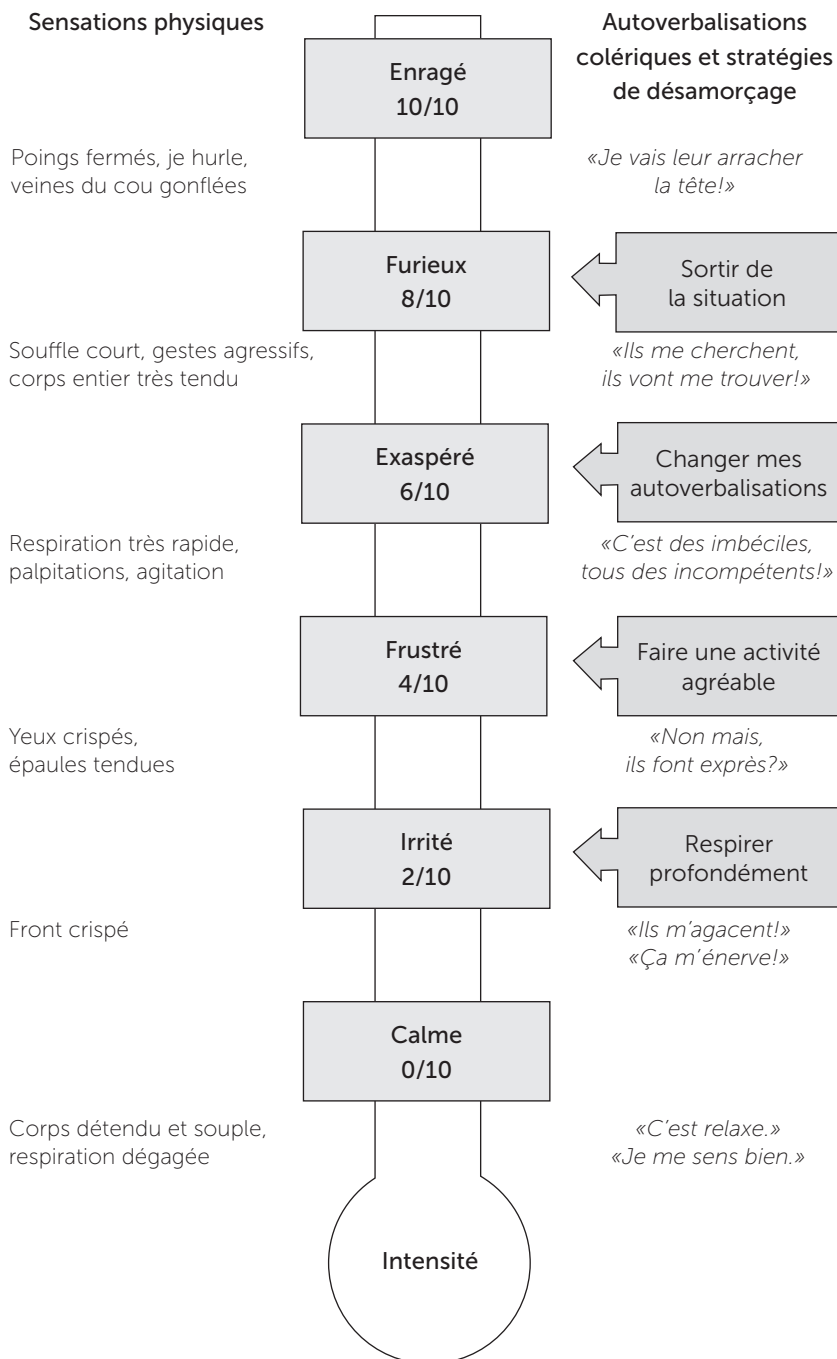 Sensations physiques
Autoverbalisations
colériques et stratégies
de désamorçage
Enragé
10/10
Poings fermés, je hurle,
veines du cou gonflées
«Je vais leur arracher
la tête!»
Furieux
8/10
Sortir de
la situation
Souffle court, gestes agressifs,
corps entier très tendu
«Ils me cherchent,
ils vont me trouver!»
Exaspéré
6/10
Changer mes
autoverbalisations
Respiration très rapide,
palpitations, agitation
«C'est des imbéciles,
tous des incompétents!»
Frustré
4/10
Faire une activité
agréable
Yeux crispés,
épaules tendues
«Non mais,
ils font exprès?»
Irrité
2/10
Respirer
profondément
Front crispé
«Ils m'agacent!»
«Ça m'énerve!»
Calme
0/10
Corps détendu et souple,
respiration dégagée
«C'est relaxe.»
«Je me sens bien.»
Intensité